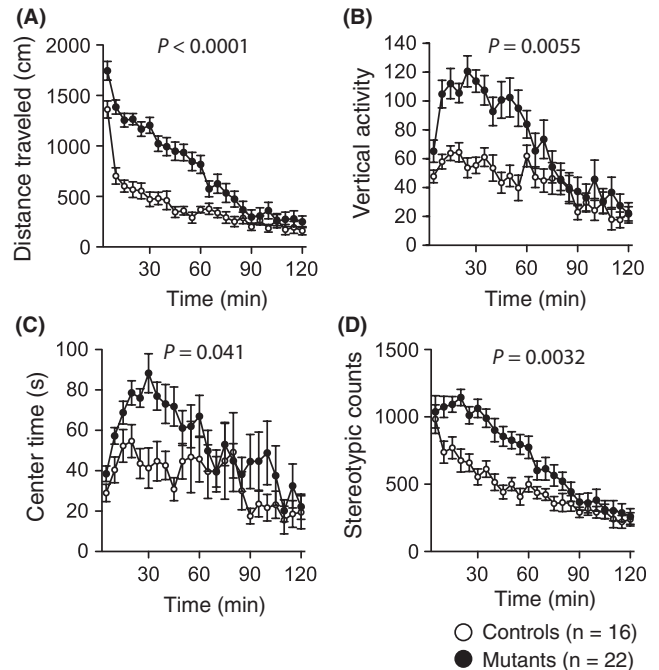 (A)
P < 0.0001
Distance traveled (cm)
2000
1500
1000
500
0
30 60 90 120
Time (min)
(B)
P = 0.0055
Vertical activity
140
120
100
80
60
40
20
0
30 60 90 120
Time (min)
(C)
P = 0.041
Center time (s)
100
80
60
40
20
0
30 60 90 120
Time (min)
(D)
P = 0.0032
Stereotypic counts
1500
1000
500
0
30 60 90 120
Time (min)
Controls (n = 16)
Mutants (n = 22)